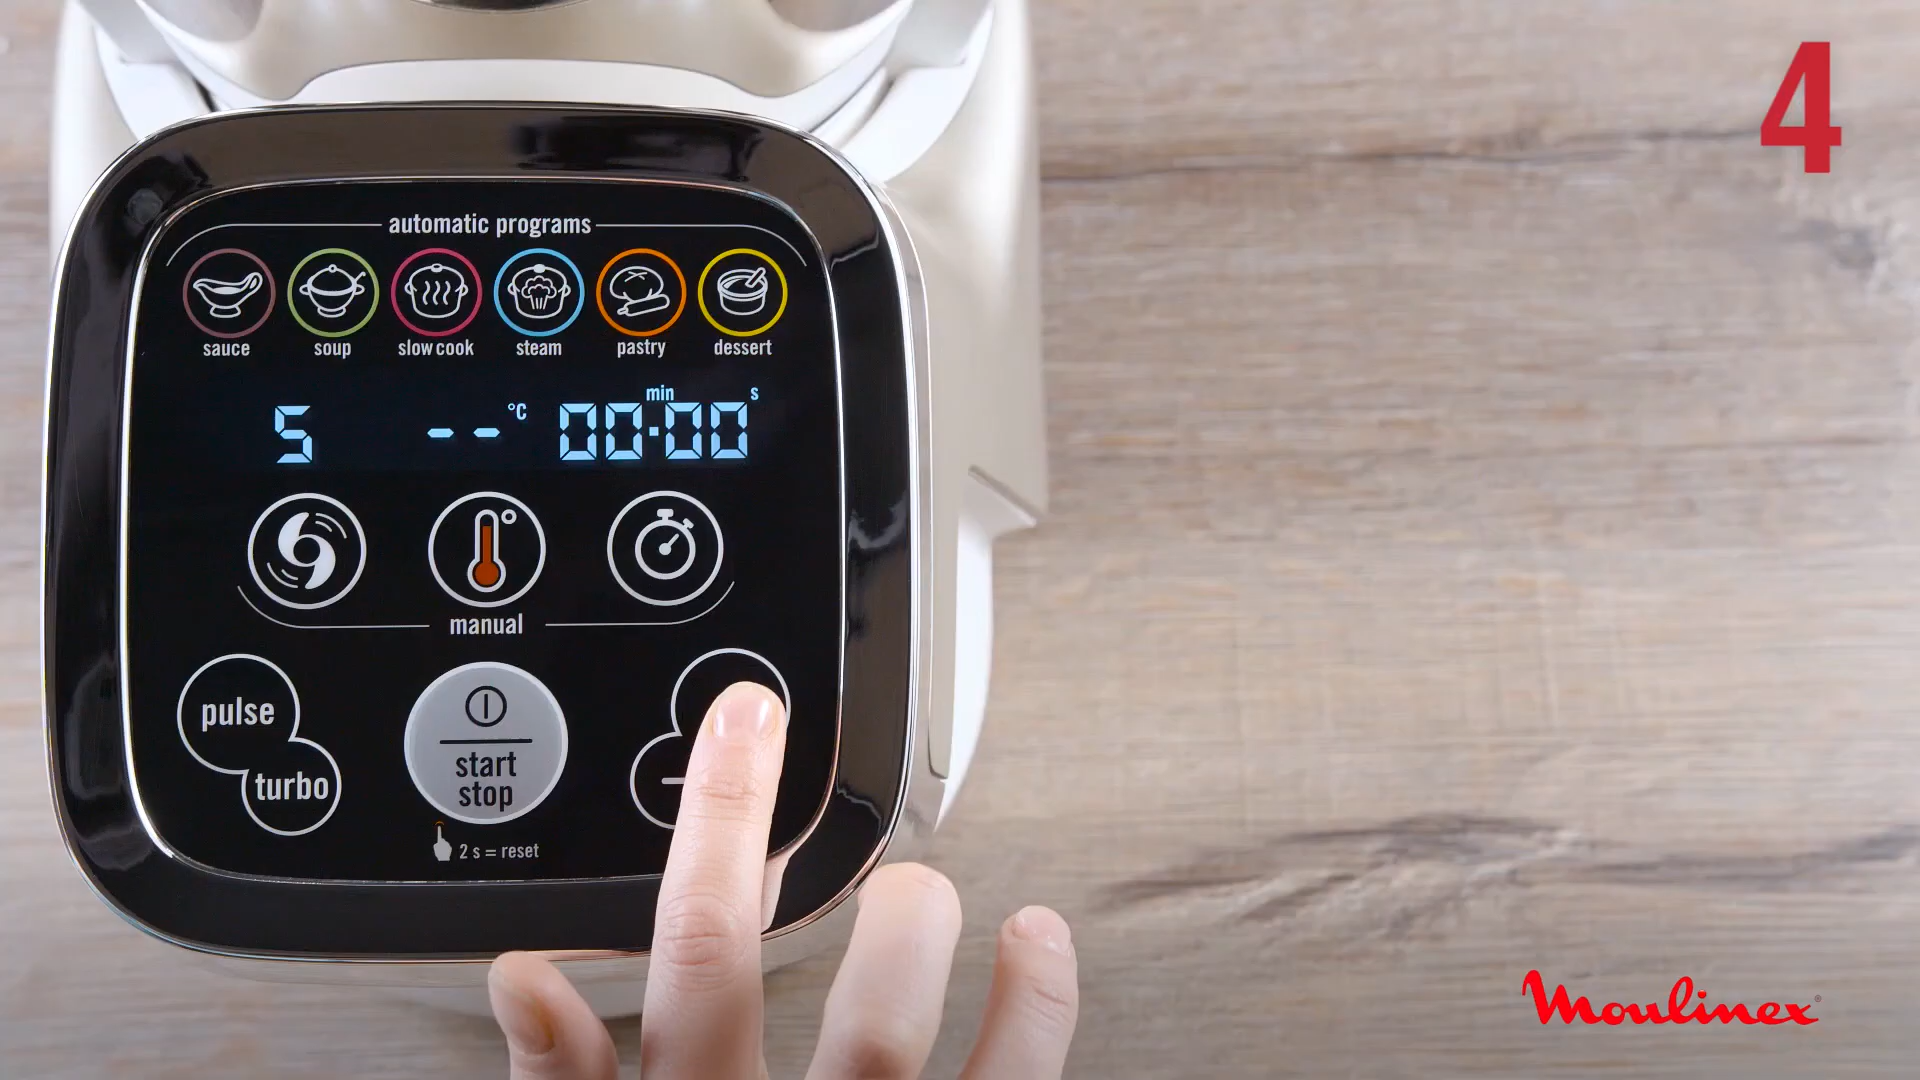 4
automatic programs
sauce soup slow cook steam pastry dessert
min s
5 --°C 00:00
manual
pulse
turbo
start
stop
2 s = reset
Moulinex®